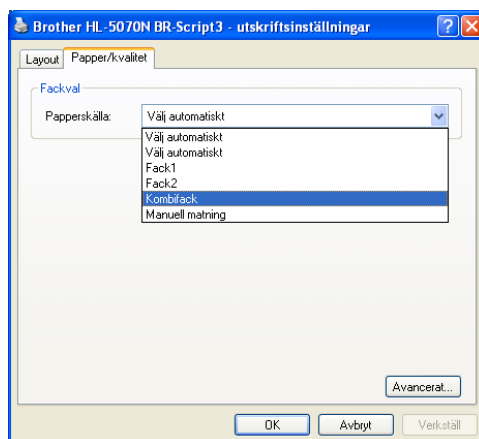 Brother HL-5070N BR-Script3 - utskriftsinställningar
Layout Papper/kvalitet
Fackval
Papperskälla: Välj automatiskt
Välj automatiskt
Välj automatiskt
Fack1
Fack2
Kombifack
Manuell matning
Avancerat...
OK Avbryt Verkställ